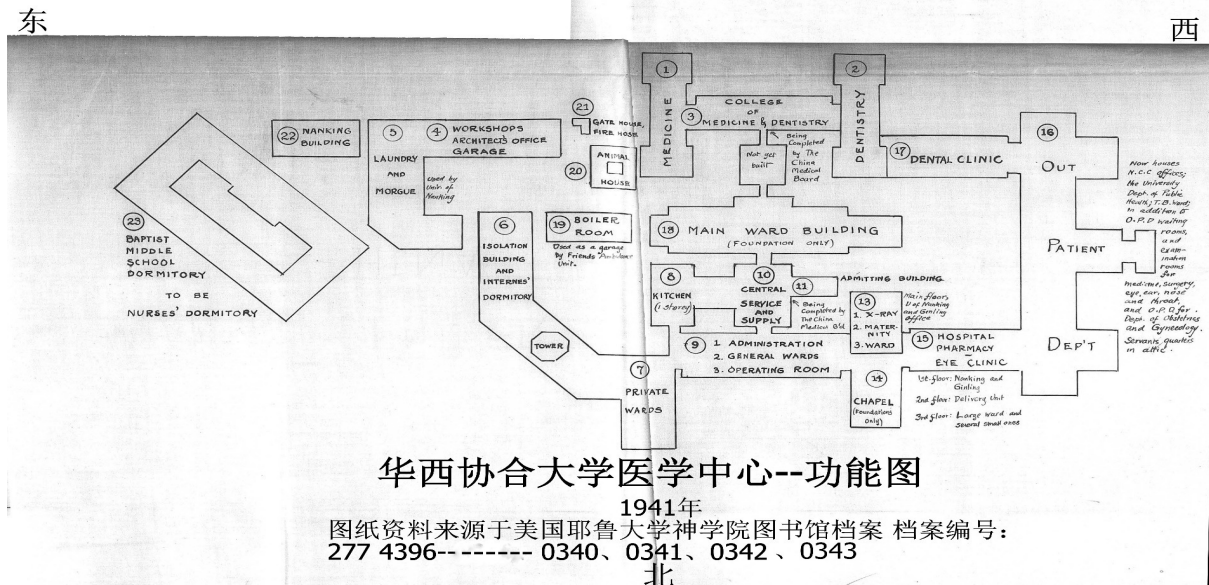 东
西
1
MEDICINE
2
DENTISTRY
3
COLLEGE
OF
MEDICINE & DENTISTRY
Being
Completed
by The
China
Medical
Board
Not yet
built
21
GATE HOUSE,
FIRE HOSE
22
NANKING
BUILDING
5
LAUNDRY
AND
MORGUE
4
WORKSHOPS
ARCHITECT'S OFFICE
GARAGE
Used by
Univ. of
Nanking
20
ANIMAL
HOUSE
17
DENTAL CLINIC
16
OUT
PATIENT
DEP'T
Now houses
N.C.C. offices;
the University
Dept. of Public
Health; T.B. Ward;
in addition to
O.P.D waiting
rooms,
and
exam-
ination
rooms
for
medicine, surgery,
eye, ear, nose
and throat,
and O.P.D for
Dept. of Obstetrics
and Gynecology.
Servants quarters
in attic.
23
BAPTIST
MIDDLE
SCHOOL
DORMITORY
TO BE
NURSES' DORMITORY
6
ISOLATION
BUILDING
AND
INTERNES'
DORMITORY
19
BOILER
ROOM
Used as a garage
by Friends' Ambulance
Unit.
18
MAIN WARD BUILDING
(FOUNDATION ONLY)
8
KITCHEN
(1 Storey)
10
CENTRAL
SERVICE
AND
SUPPLY
11
ADMITTING BUILDING
Being
Completed by
The China
Medical B'd
13
1. X-RAY
2. MATER-
NITY
3. WARD
Main floor,
U of Nanking
and Ginling
Office
TOWER
9
1 ADMINISTRATION
2. GENERAL WARDS
3. OPERATING ROOM
15
HOSPITAL
PHARMACY
EYE CLINIC
1st. floor: Nanking and
Ginling
2nd floor: Delivery Unit
3rd floor: Large ward and
several small ones
7
PRIVATE
WARDS
14
CHAPEL
(Foundations
Only)
华西协合大学医学中心--功能图
1941年
图纸资料来源于美国耶鲁大学神学院图书馆档案 档案编号：
277 4396-- ------- 0340、0341、0342 、0343
北